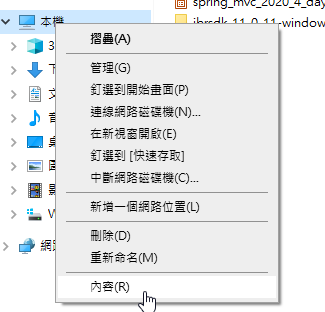 spring_mvc_2020_4_day
本機
jbrsdk-11_0_11-window
摺疊(A)
管理(G)
釘選到開始畫面(P)
連線網路磁碟機(N)...
在新視窗開啟(E)
釘選到 [快速存取]
中斷網路磁碟機(C)...
新增一個網路位置(L)
刪除(D)
重新命名(M)
內容(R)
3
下
文
音
桌
圖
影
W
網路